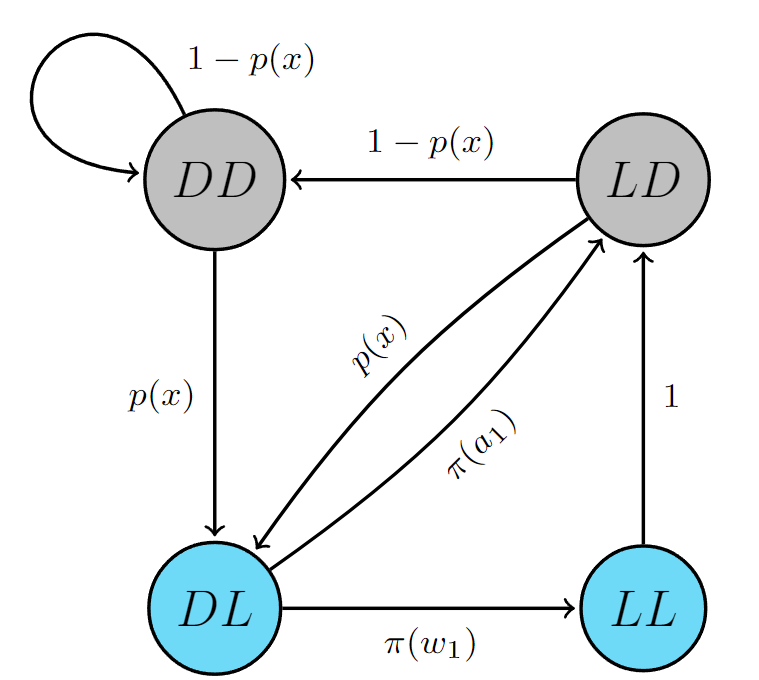 1 − p(x)
1 − p(x)
DD
LD
p(x)
p(x)
1
π(a₁)
DL
LL
π(w₁)